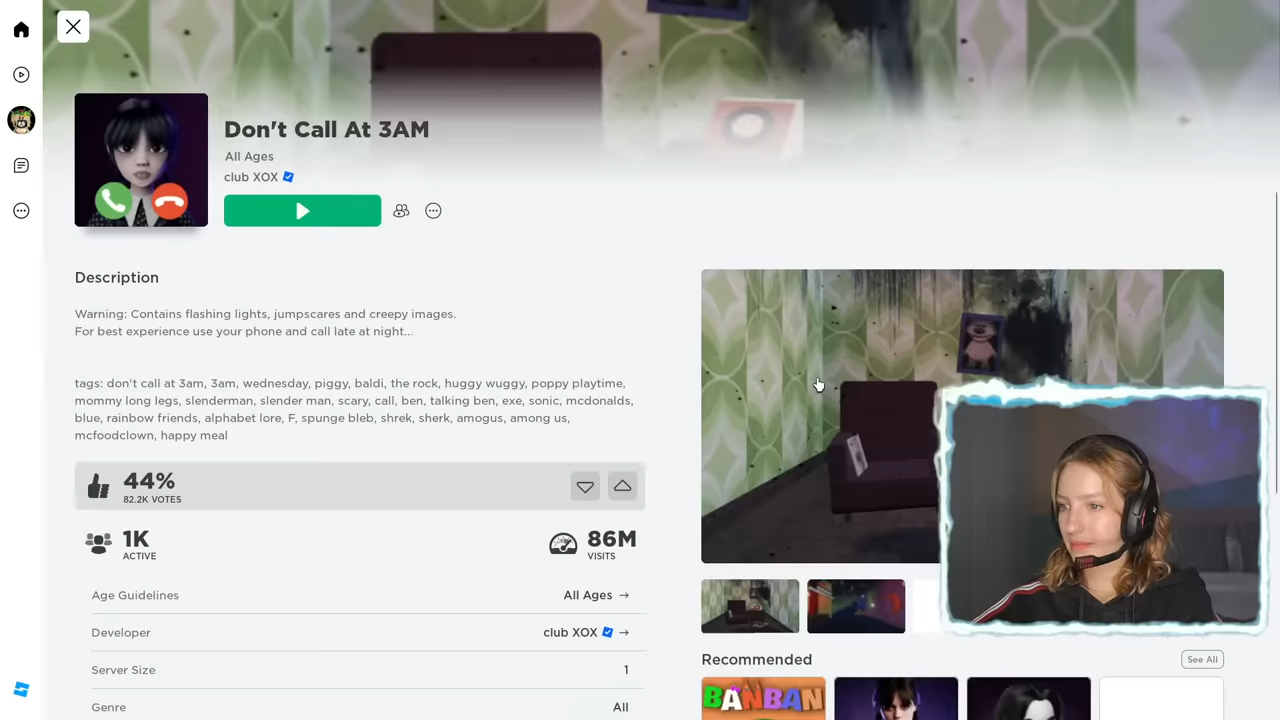 Don't Call At 3AM
All Ages
club XOX
Description
Warning: Contains flashing lights, jumpscares and creepy images.
For best experience use your phone and call late at night...
tags: don't call at 3am, 3am, wednesday, piggy, baldi, the rock, huggy wuggy, poppy playtime,
mommy long legs, slenderman, slender man, scary, call, ben, talking ben, exe, sonic, mcdonalds,
blue, rainbow friends, alphabet lore, F, spunge bleb, shrek, sherk, amogus, among us,
mcfoodclown, happy meal
44%
82.2K VOTES
1K
ACTIVE
86M
VISITS
Age Guidelines
All Ages →
Developer
club XOX →
Server Size
1
Genre
All
Recommended
See All
BANBAN